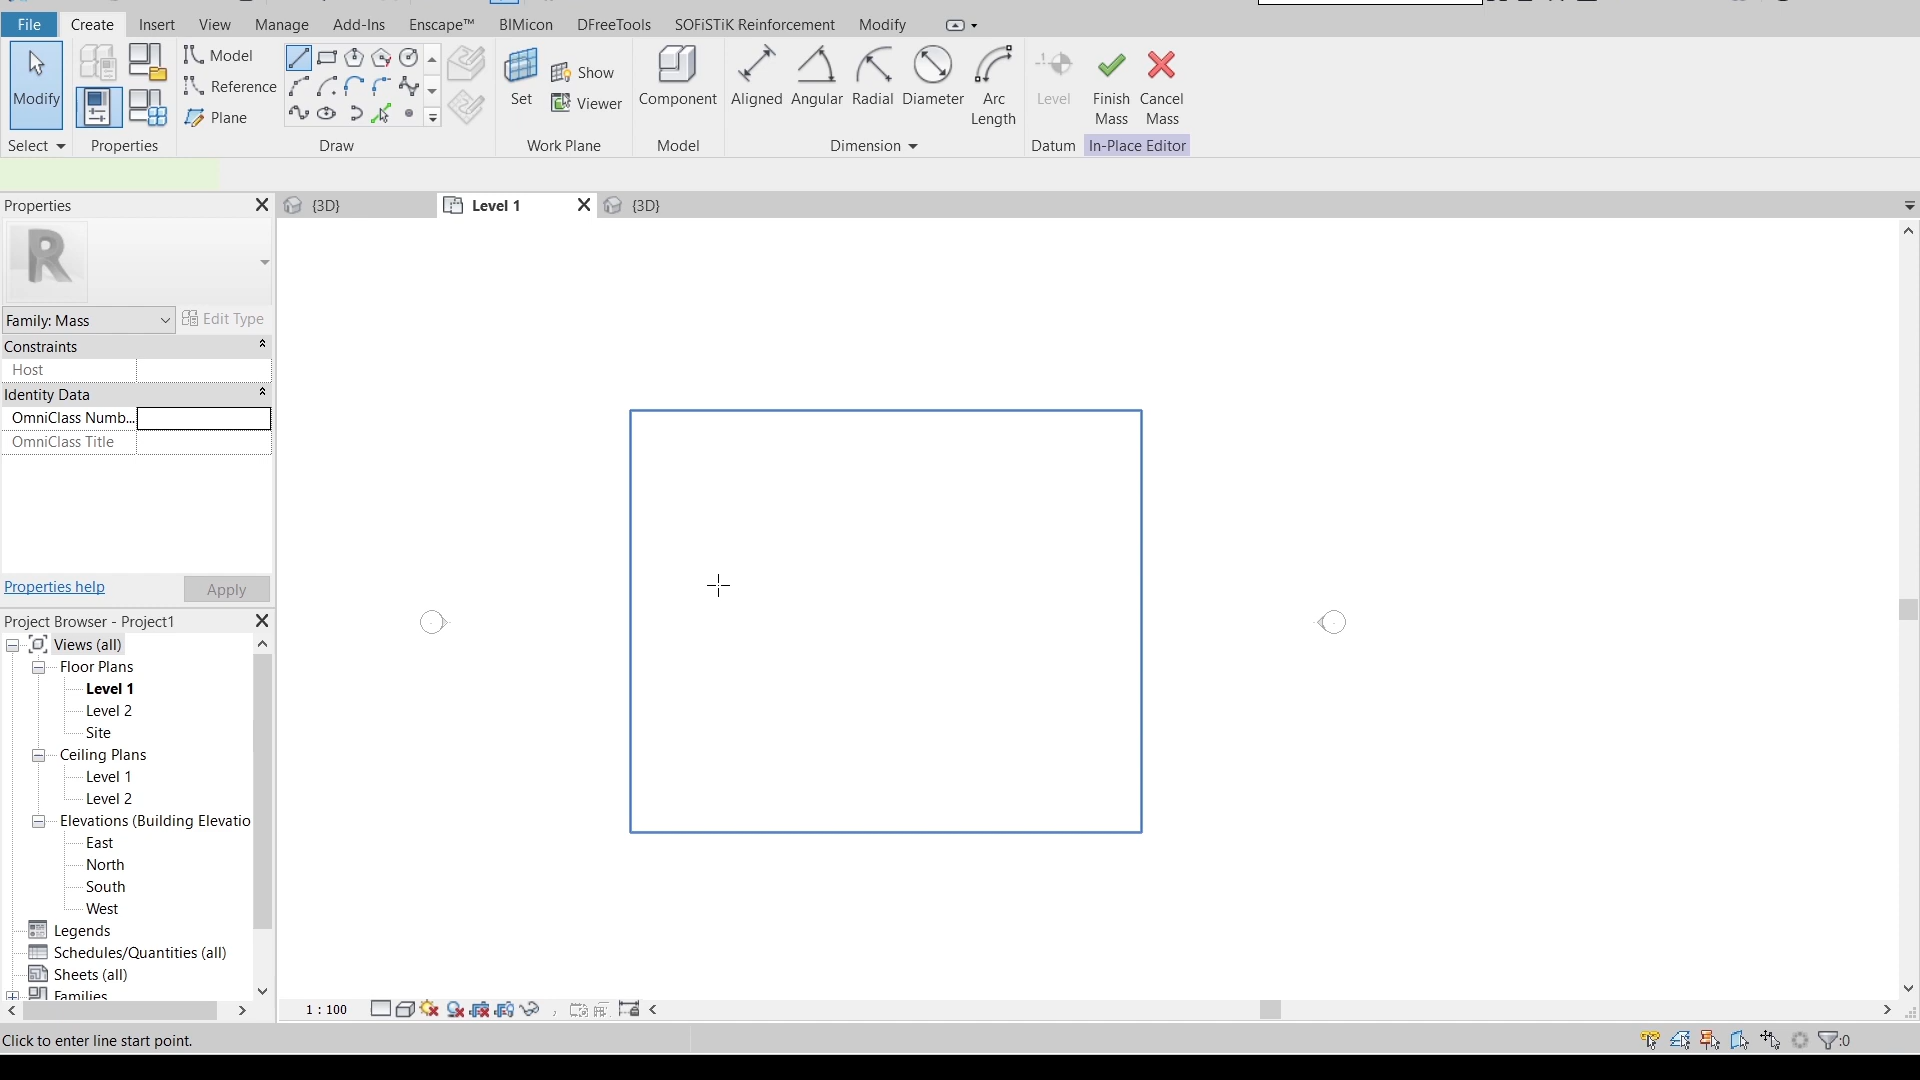 File Create Insert View Manage Add-Ins Enscape™ BIMicon DFreeTools SOFiSTiK Reinforcement Modify
Modify
Model
Reference
Plane
Set
Show
Viewer
Component
Aligned Angular Radial Diameter Arc Length
Level
Finish Mass
Cancel Mass
Select Properties Draw Work Plane Model Dimension Datum In-Place Editor
Properties
{3D} Level 1 {3D}
R
Family: Mass Edit Type
Constraints
Host
Identity Data
OmniClass Numb...
OmniClass Title
Properties help Apply
Project Browser - Project1
Views (all)
Floor Plans
Level 1
Level 2
Site
Ceiling Plans
Level 1
Level 2
Elevations (Building Elevatio
East
North
South
West
Legends
Schedules/Quantities (all)
Sheets (all)
Families
1 : 100
Click to enter line start point.
:0